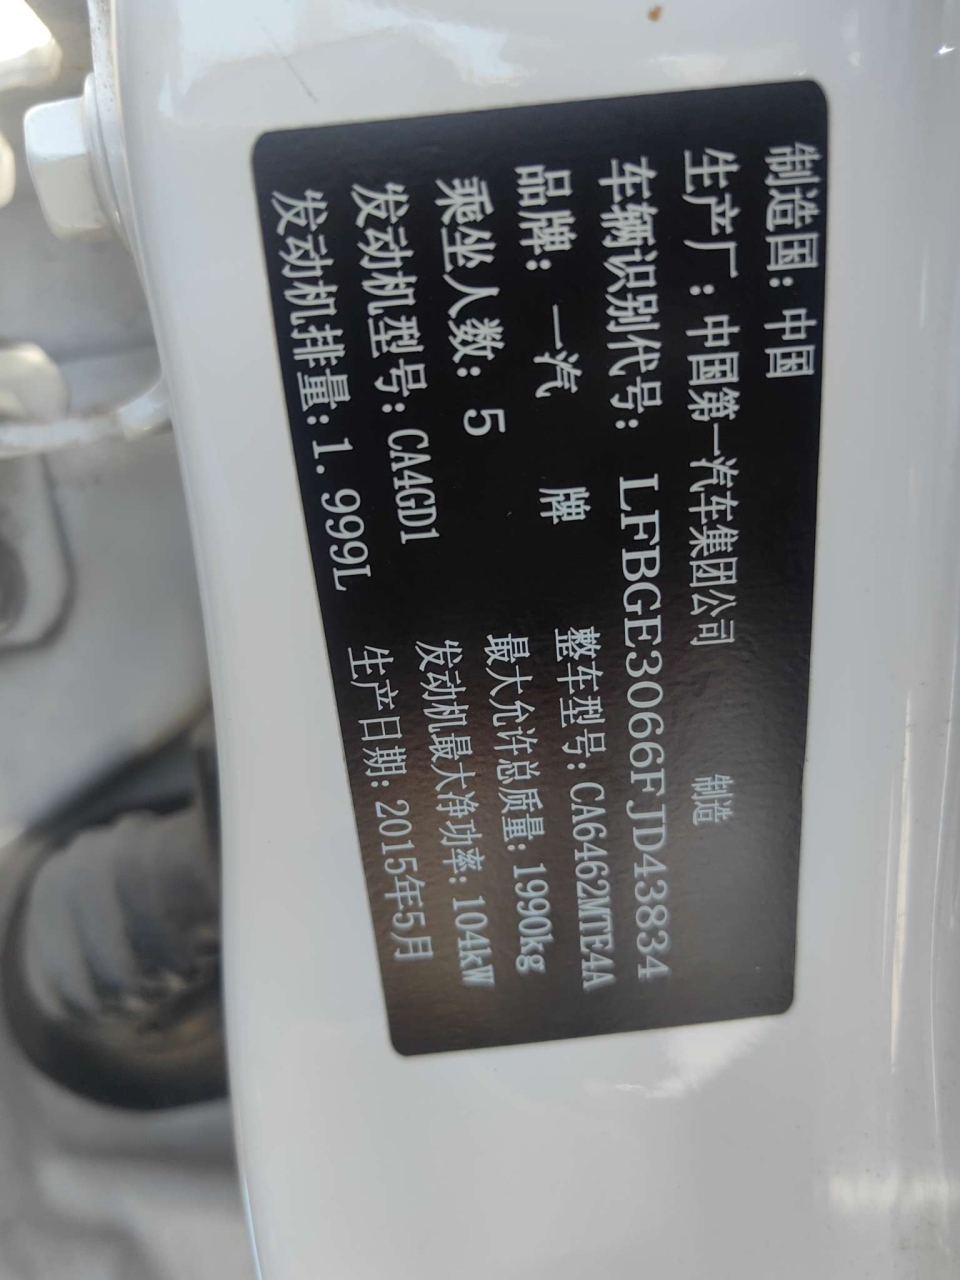 制造国：中国
生产厂：中国第一汽车集团公司 制造
车辆识别代号： LFBGE3066FJD43834
品牌： 一汽 牌 整车型号：CA6462MTE4A
乘坐人数： 5 最大允许总质量：1990kg
发动机型号：CA4GD1 发动机最大净功率：104kW
发动机排量：1.999L 生产日期：2015年5月